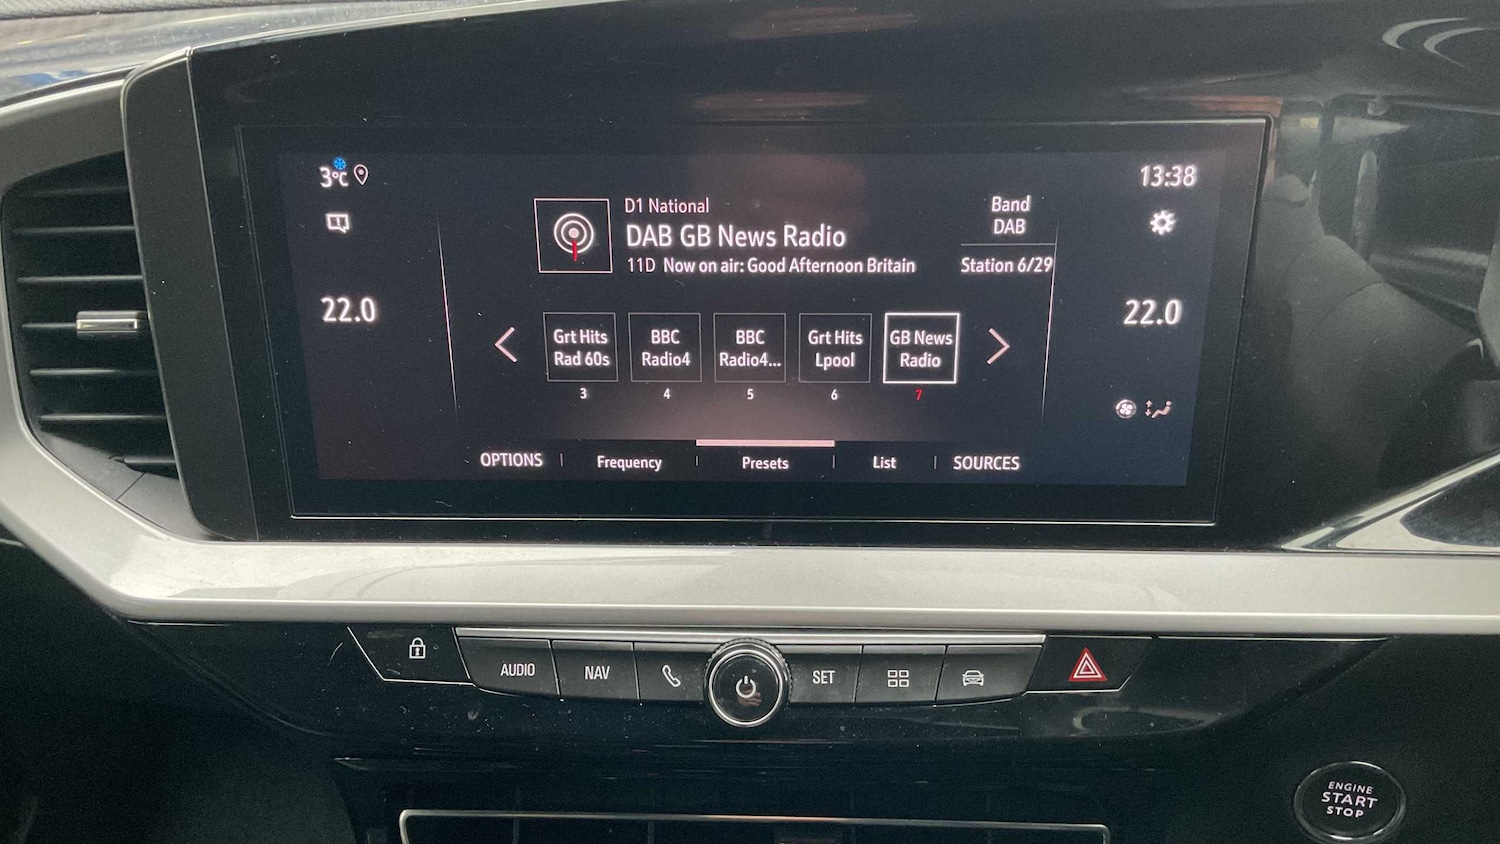 3°C
13:38
D1 National
DAB GB News Radio
11D Now on air: Good Afternoon Britain
Band
DAB
Station 6/29
22.0
22.0
Grt Hits
Rad 60s
BBC
Radio4
BBC
Radio4...
Grt Hits
Lpool
GB News
Radio
3
4
5
6
7
OPTIONS
Frequency
Presets
List
SOURCES
AUDIO
NAV
SET
ENGINE
START
STOP